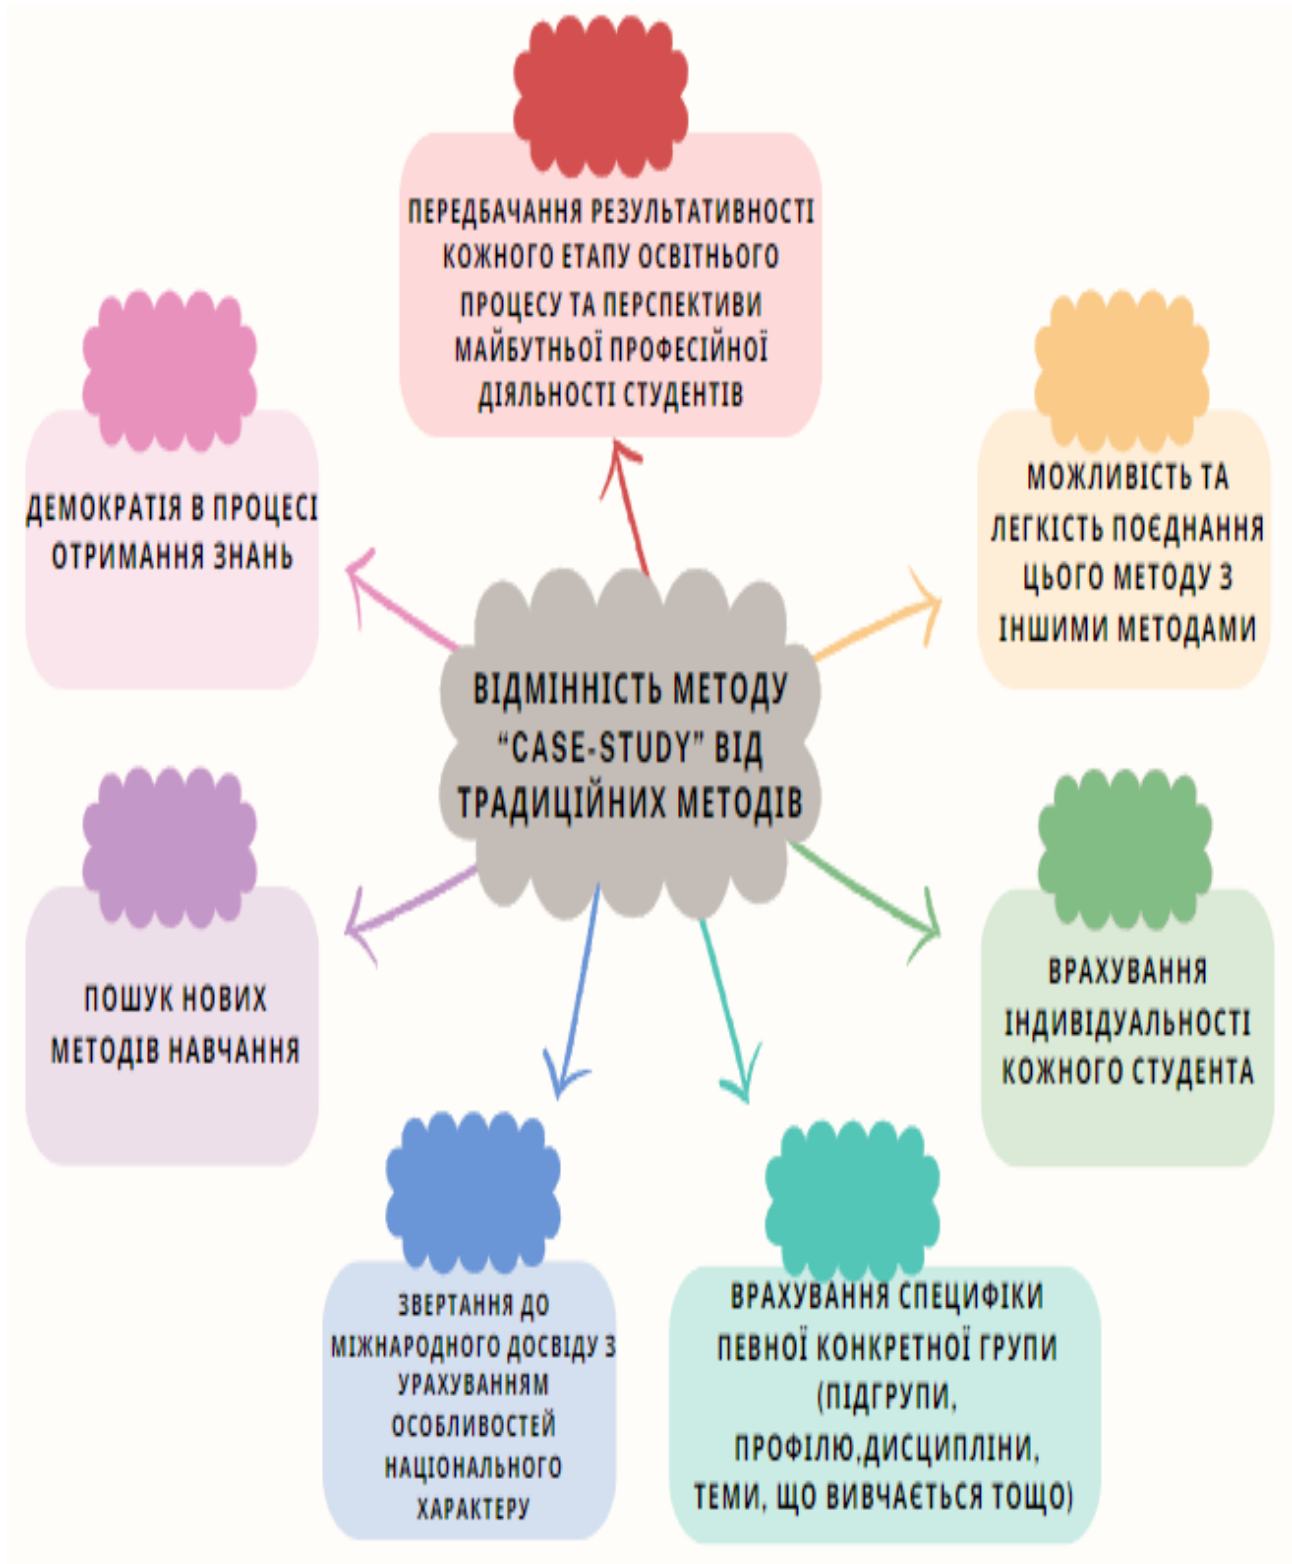 ПЕРЕДБАЧАННЯ РЕЗУЛЬТАТИВНОСТІ
КОЖНОГО ЕТАПУ ОСВІТНЬОГО
ПРОЦЕСУ ТА ПЕРСПЕКТИВИ
МАЙБУТНЬОЇ ПРОФЕСІЙНОЇ
ДІЯЛЬНОСТІ СТУДЕНТІВ
ДЕМОКРАТІЯ В ПРОЦЕСІ
ОТРИМАННЯ ЗНАНЬ
МОЖЛИВІСТЬ ТА
ЛЕГКІСТЬ ПОЄДНАННЯ
ЦЬОГО МЕТОДУ З
ІНШИМИ МЕТОДАМИ
ВІДМІННІСТЬ МЕТОДУ
“CASE-STUDY” ВІД
ТРАДИЦІЙНИХ МЕТОДІВ
ПОШУК НОВИХ
МЕТОДІВ НАВЧАННЯ
ВРАХУВАННЯ
ІНДИВІДУАЛЬНОСТІ
КОЖНОГО СТУДЕНТА
ЗВЕРТАННЯ ДО
МІЖНАРОДНОГО ДОСВІДУ З
УРАХУВАННЯМ
ОСОБЛИВОСТЕЙ
НАЦІОНАЛЬНОГО
ХАРАКТЕРУ
ВРАХУВАННЯ СПЕЦИФІКИ
ПЕВНОЇ КОНКРЕТНОЇ ГРУПИ
(ПІДГРУПИ,
ПРОФІЛЮ,ДИСЦИПЛІНИ,
ТЕМИ, ЩО ВИВЧАЄТЬСЯ ТОЩО)